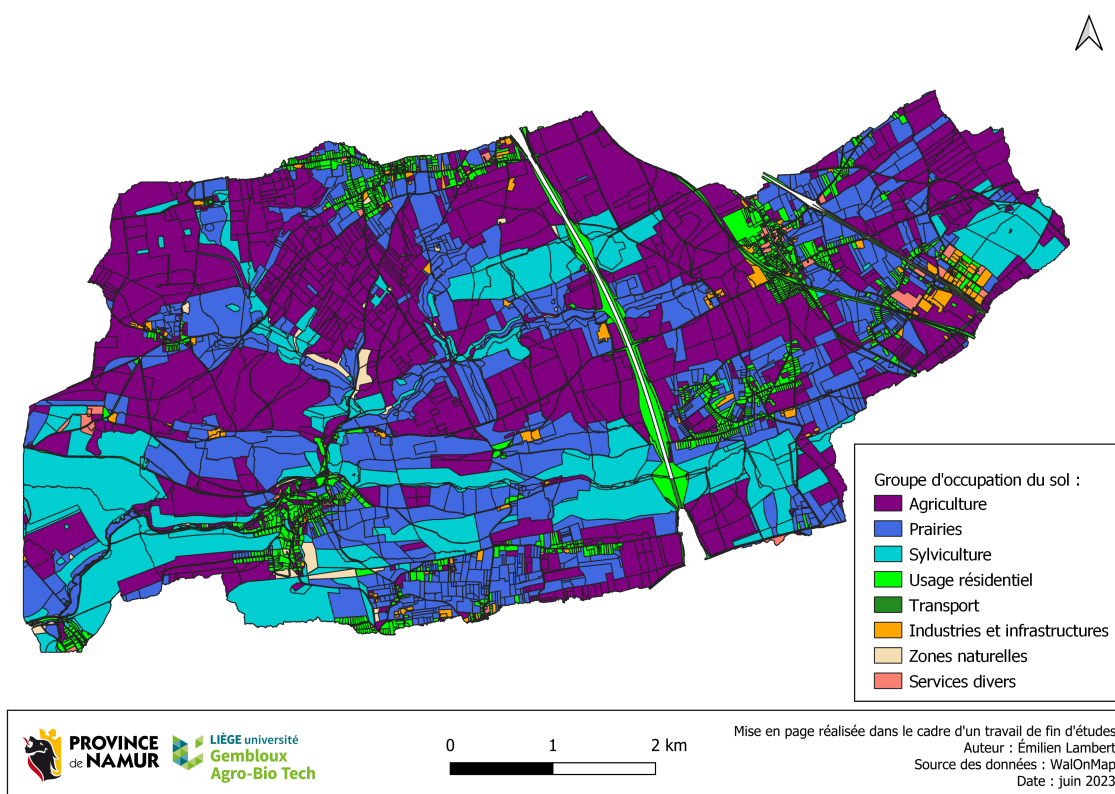 Groupe d'occupation du sol :
Agriculture
Prairies
Sylviculture
Usage résidentiel
Transport
Industries et infrastructures
Zones naturelles
Services divers
PROVINCE
de NAMUR
LIÈGE université
Gembloux
Agro-Bio Tech
0 1 2 km
Mise en page réalisée dans le cadre d'un travail de fin d'études
Auteur : Émilien Lambert
Source des données : WalOnMap
Date : juin 2023